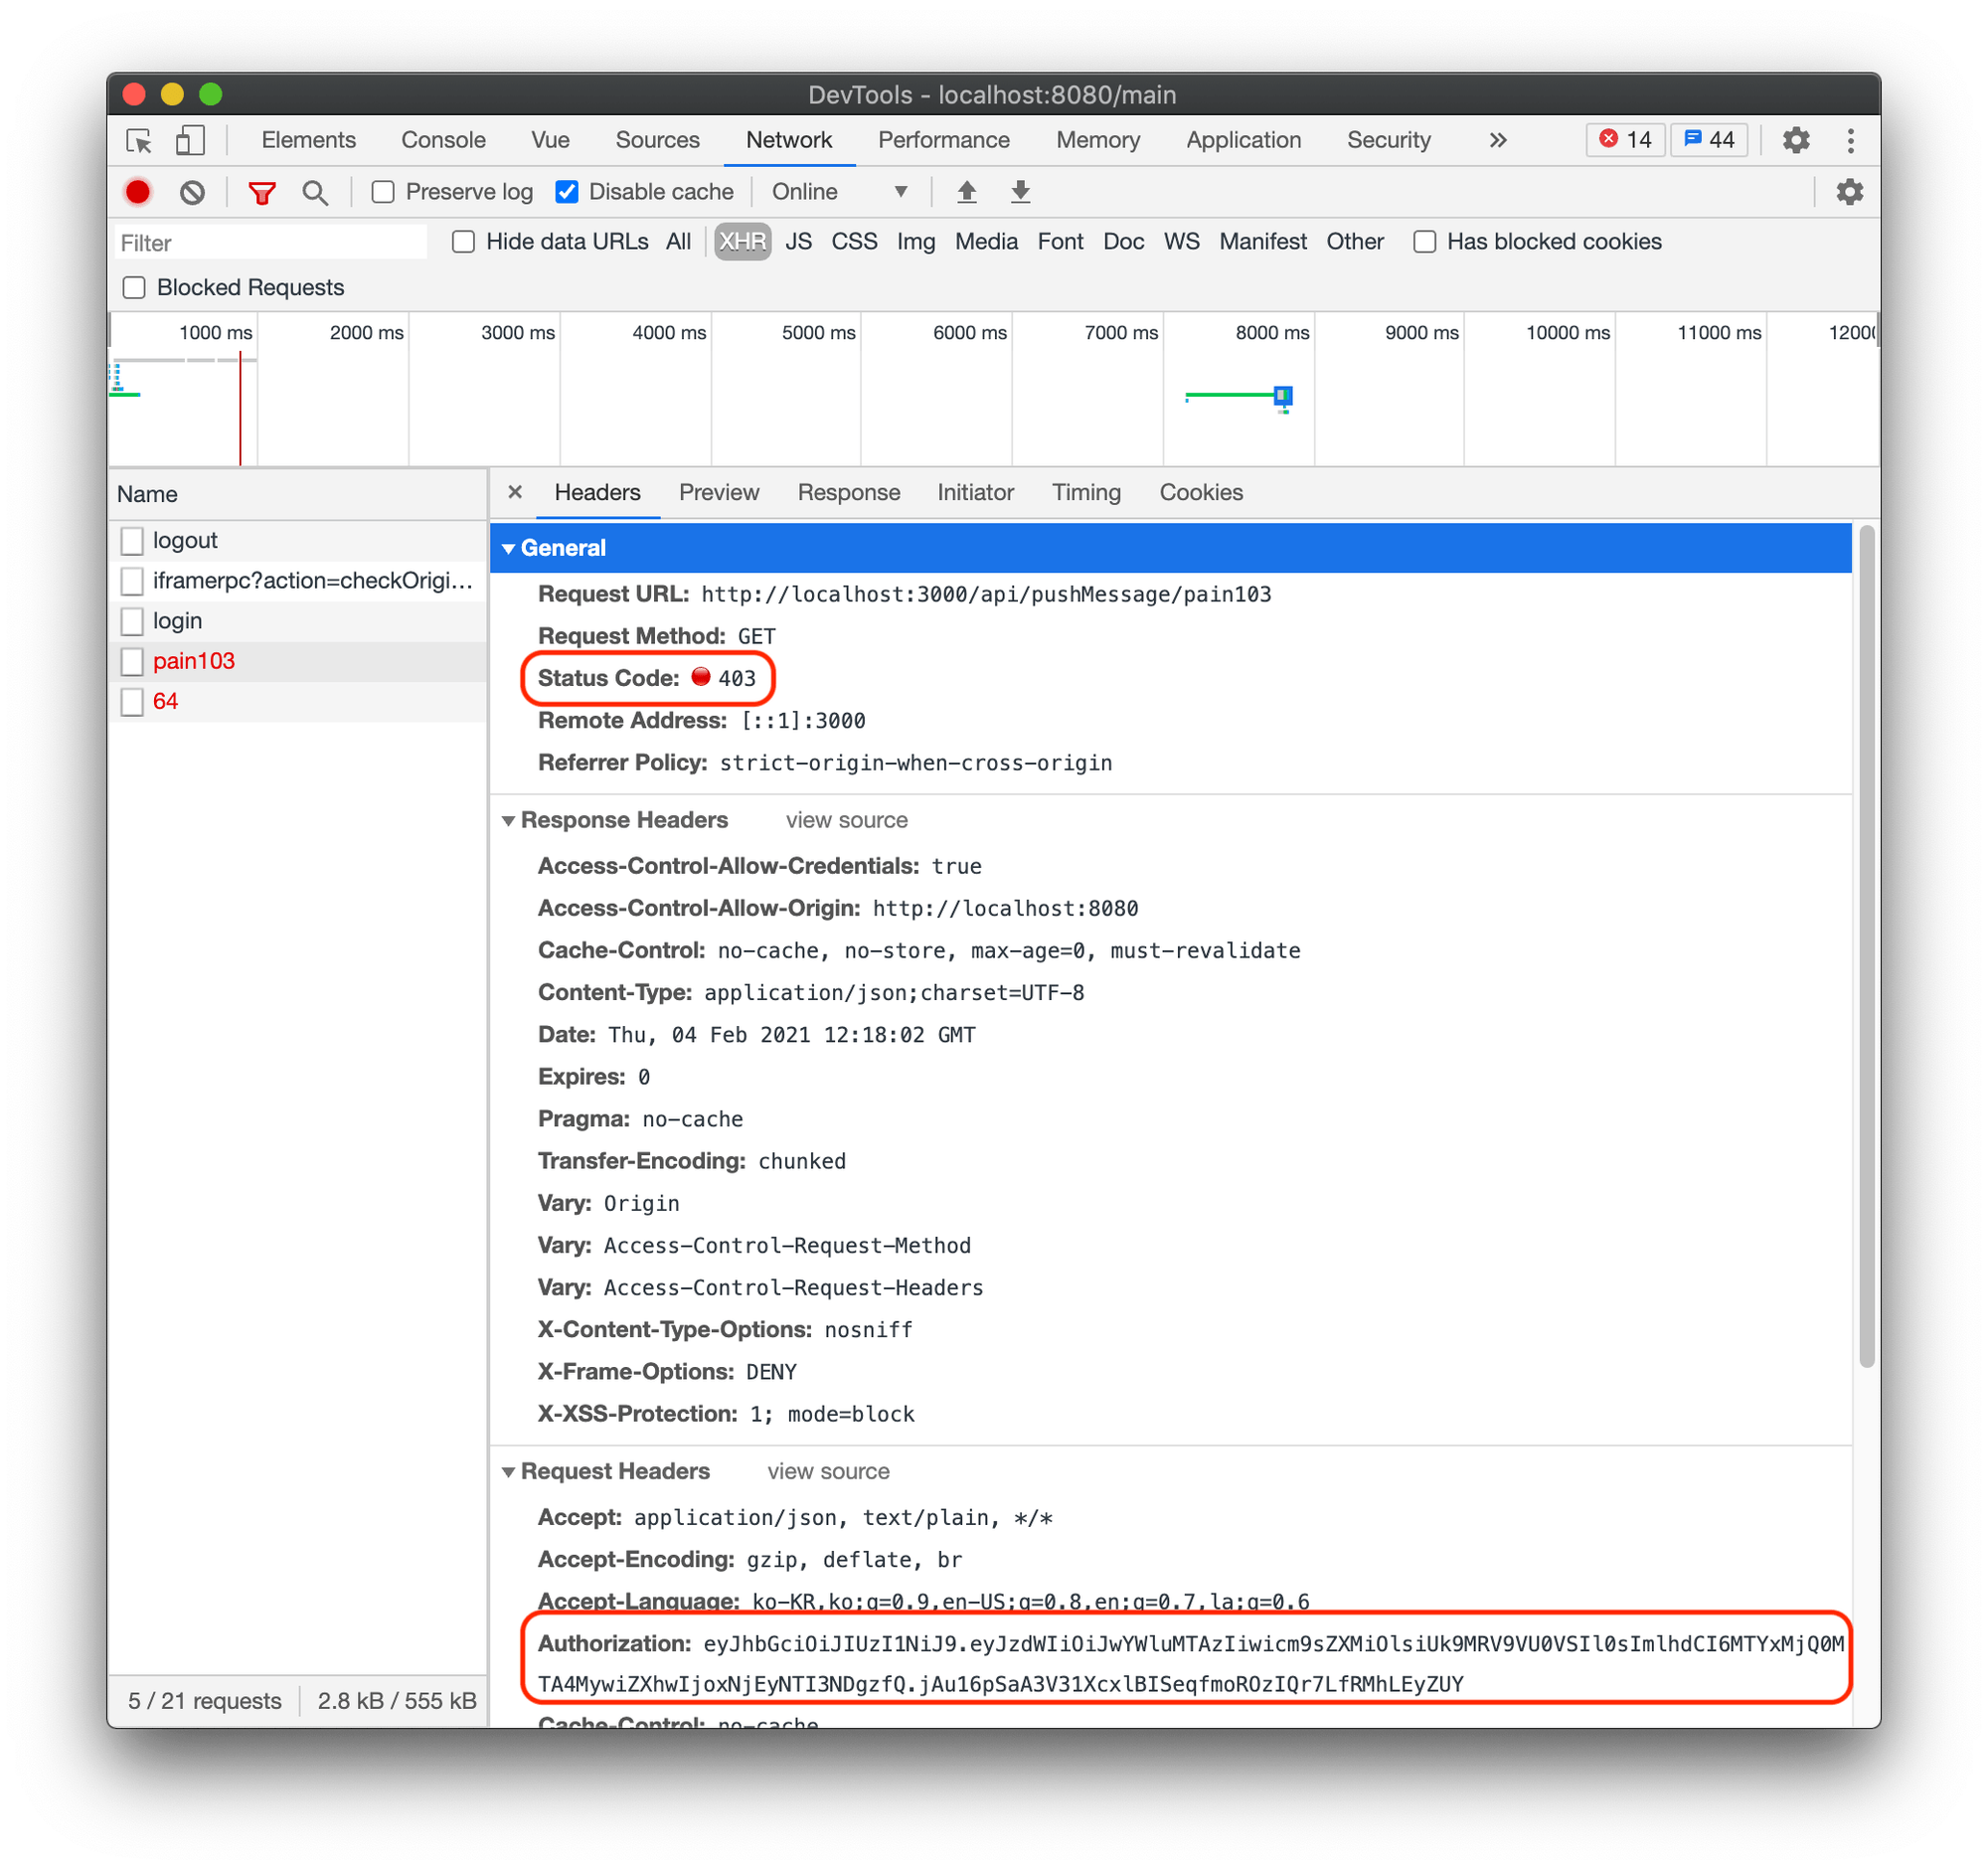 DevTools - localhost:8080/main
Elements Console Vue Sources Network Performance Memory Application Security » 14 44
Preserve log Disable cache Online ▼
Filter Hide data URLs All XHR JS CSS Img Media Font Doc WS Manifest Other Has blocked cookies
Blocked Requests
1000 ms 2000 ms 3000 ms 4000 ms 5000 ms 6000 ms 7000 ms 8000 ms 9000 ms 10000 ms 11000 ms 1200
Name
logout
iframerpc?action=checkOrigi…
login
pain103
64
5 / 21 requests 2.8 kB / 555 kB
× Headers Preview Response Initiator Timing Cookies
▼ General
Request URL: http://localhost:3000/api/pushMessage/pain103
Request Method: GET
Status Code: 403
Remote Address: [::1]:3000
Referrer Policy: strict-origin-when-cross-origin
▼ Response Headers view source
Access-Control-Allow-Credentials: true
Access-Control-Allow-Origin: http://localhost:8080
Cache-Control: no-cache, no-store, max-age=0, must-revalidate
Content-Type: application/json;charset=UTF-8
Date: Thu, 04 Feb 2021 12:18:02 GMT
Expires: 0
Pragma: no-cache
Transfer-Encoding: chunked
Vary: Origin
Vary: Access-Control-Request-Method
Vary: Access-Control-Request-Headers
X-Content-Type-Options: nosniff
X-Frame-Options: DENY
X-XSS-Protection: 1; mode=block
▼ Request Headers view source
Accept: application/json, text/plain, */*
Accept-Encoding: gzip, deflate, br
Accept-Language: ko-KR,ko;q=0.9,en-US;q=0.8,en;q=0.7,la;q=0.6
Authorization: eyJhbGciOiJIUzI1NiJ9.eyJzdWIiOiJwYWluMTAzIiwicm9sZXMiOlsiUk9MRV9VU0VSIl0sImlhdCI6MTYxMjQ0M
TA4MywiZXhwIjoxNjEyNTI3NDgzfQ.jAu16pSaA3V31XcxlBISeqfmoROzIQr7LfRMhLEyZUY
Cache-Control: no-cache